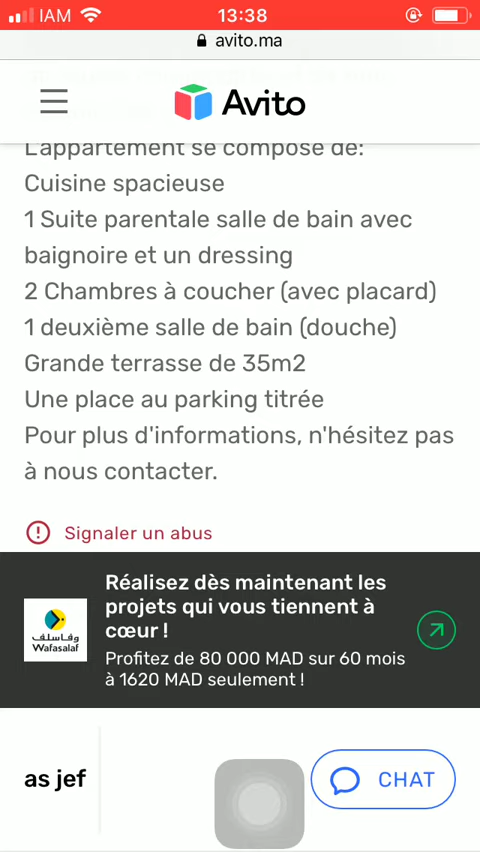 IAM
13:38
avito.ma
Avito
L'appartement se compose de:
Cuisine spacieuse
1 Suite parentale salle de bain avec
baignoire et un dressing
2 Chambres à coucher (avec placard)
1 deuxième salle de bain (douche)
Grande terrasse de 35m2
Une place au parking titrée
Pour plus d'informations, n'hésitez pas
à nous contacter.
Signaler un abus
Réalisez dès maintenant les
projets qui vous tiennent à
cœur !
Profitez de 80 000 MAD sur 60 mois
à 1620 MAD seulement !
وفاسلف
Wafasalaf
as jef
CHAT